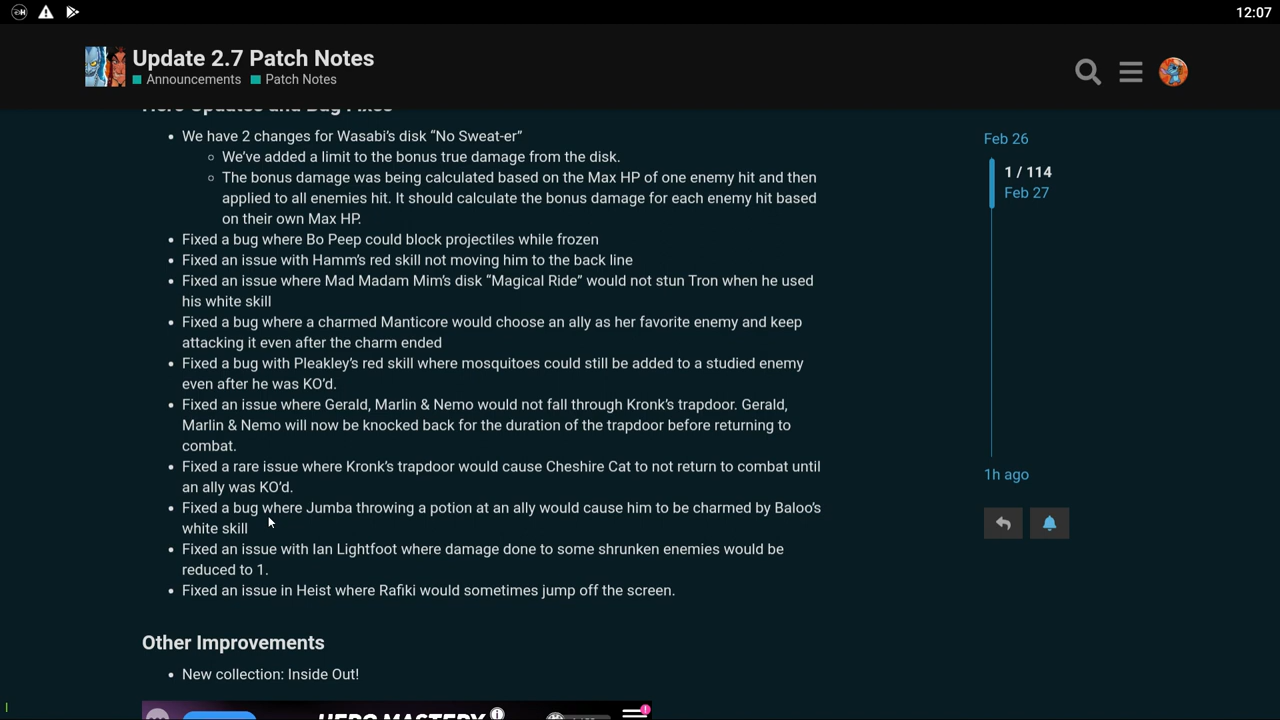 12:07
Update 2.7 Patch Notes
Announcements Patch Notes
Hero Updates and Bug Fixes
• We have 2 changes for Wasabi’s disk “No Sweat-er”
○ We’ve added a limit to the bonus true damage from the disk.
○ The bonus damage was being calculated based on the Max HP of one enemy hit and then
applied to all enemies hit. It should calculate the bonus damage for each enemy hit based
on their own Max HP.
• Fixed a bug where Bo Peep could block projectiles while frozen
• Fixed an issue with Hamm’s red skill not moving him to the back line
• Fixed an issue where Mad Madam Mim’s disk “Magical Ride” would not stun Tron when he used
his white skill
• Fixed a bug where a charmed Manticore would choose an ally as her favorite enemy and keep
attacking it even after the charm ended
• Fixed a bug with Pleakley’s red skill where mosquitoes could still be added to a studied enemy
even after he was KO’d.
• Fixed an issue where Gerald, Marlin & Nemo would not fall through Kronk’s trapdoor. Gerald,
Marlin & Nemo will now be knocked back for the duration of the trapdoor before returning to
combat.
• Fixed a rare issue where Kronk’s trapdoor would cause Cheshire Cat to not return to combat until
an ally was KO’d.
• Fixed a bug where Jumba throwing a potion at an ally would cause him to be charmed by Baloo’s
white skill
• Fixed an issue with Ian Lightfoot where damage done to some shrunken enemies would be
reduced to 1.
• Fixed an issue in Heist where Rafiki would sometimes jump off the screen.
Other Improvements
• New collection: Inside Out!
HERO MASTERY
Feb 26
1 / 114
Feb 27
1h ago